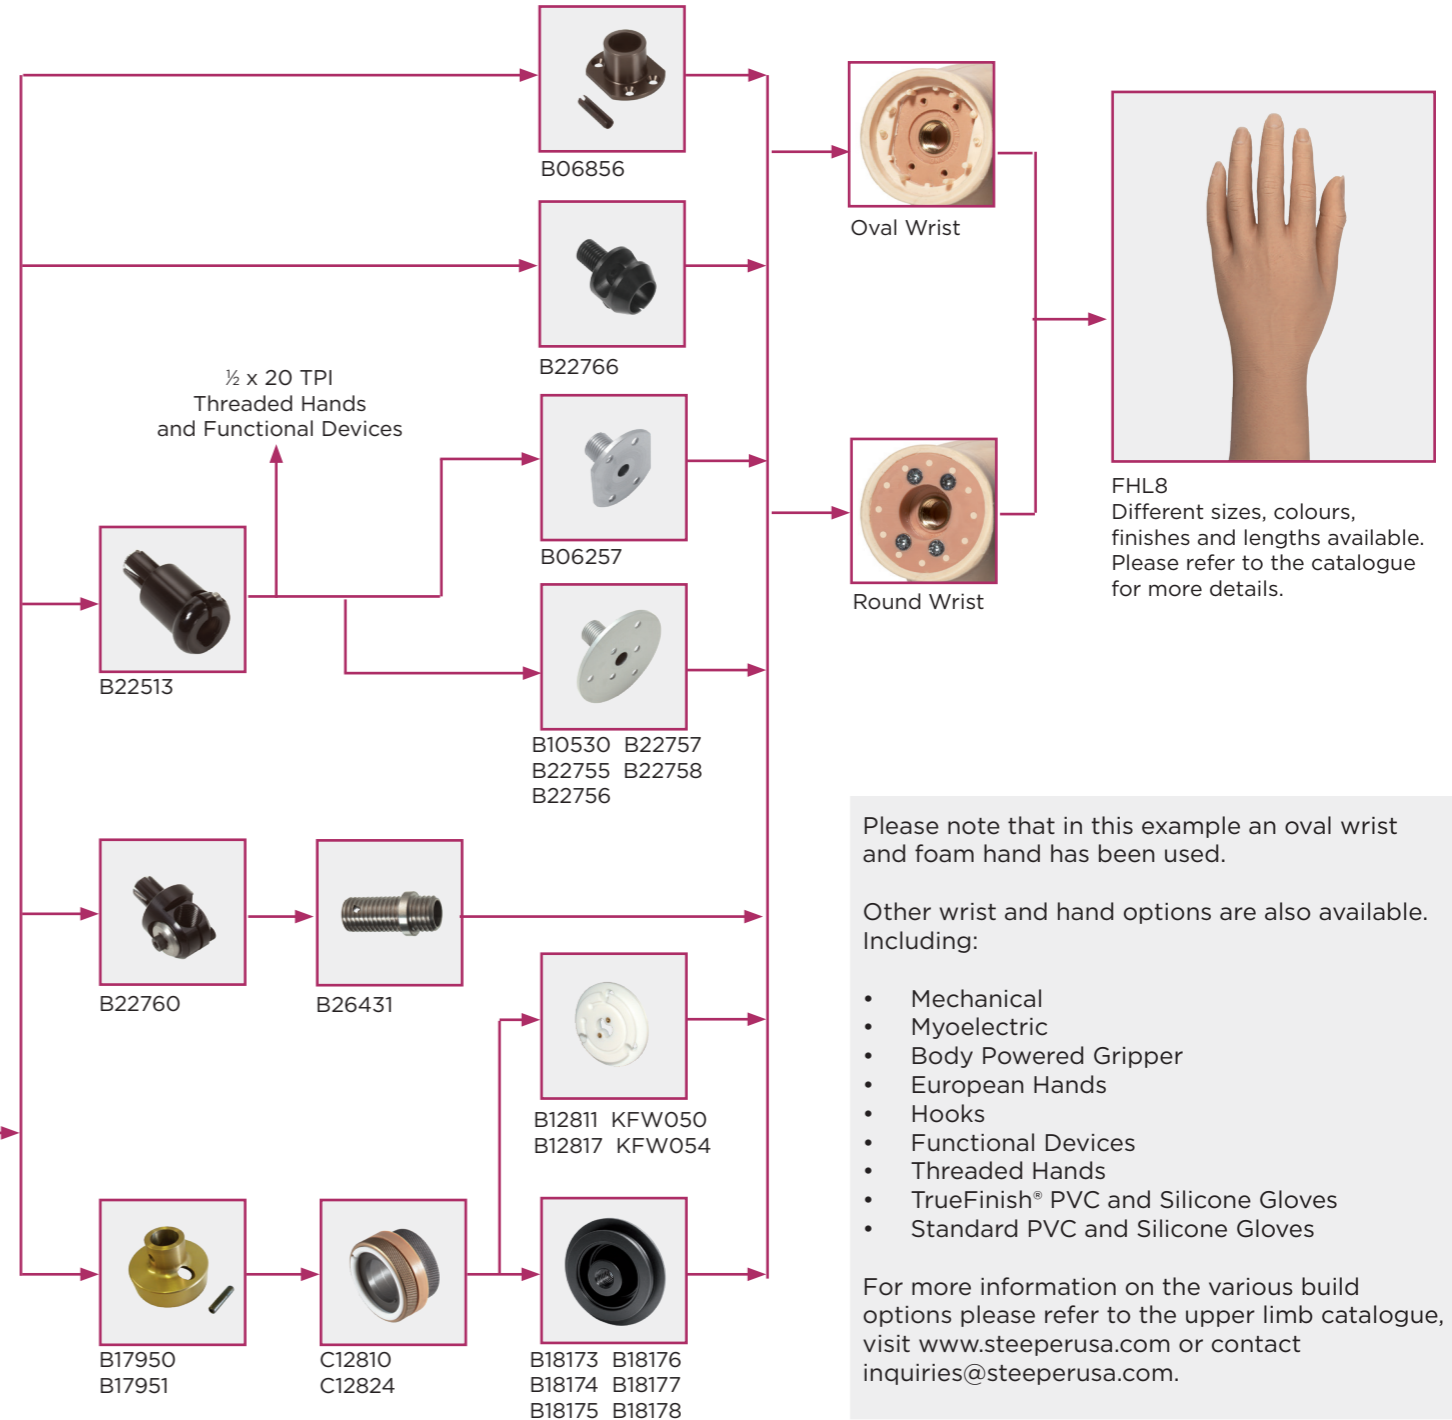 B06856
Oval Wrist
B22766
½ x 20 TPI
Threaded Hands
and Functional Devices
B06257
FHL8
Different sizes, colours,
finishes and lengths available.
Please refer to the catalogue
for more details.
Round Wrist
B22513
B10530 B22757
B22755 B22758
B22756
B22760
B26431
B12811 KFW050
B12817 KFW054
B17950
B17951
C12810
C12824
B18173 B18176
B18174 B18177
B18175 B18178
Please note that in this example an oval wrist
and foam hand has been used.
Other wrist and hand options are also available.
Including:
• Mechanical
• Myoelectric
• Body Powered Gripper
• European Hands
• Hooks
• Functional Devices
• Threaded Hands
• TrueFinish® PVC and Silicone Gloves
• Standard PVC and Silicone Gloves
For more information on the various build
options please refer to the upper limb catalogue,
visit www.steeperusa.com or contact
inquiries@steeperusa.com.